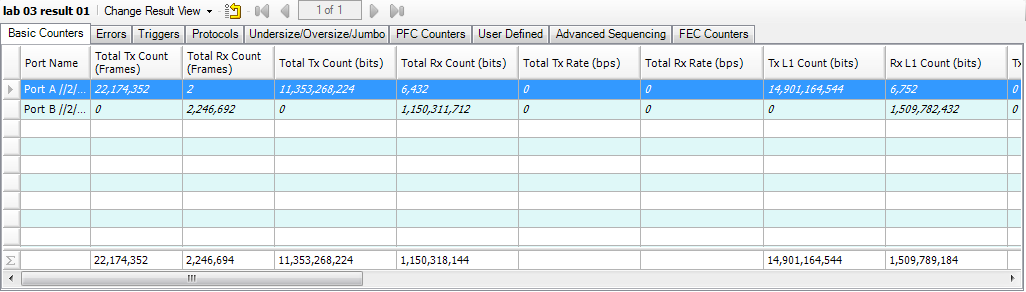 lab 03 result 01 Change Result View 1 of 1
Basic Counters Errors Triggers Protocols Undersize/Oversize/Jumbo PFC Counters User Defined Advanced Sequencing FEC Counters
Port Name Total Tx Count (Frames) Total Rx Count (Frames) Total Tx Count (bits) Total Rx Count (bits) Total Tx Rate (bps) Total Rx Rate (bps) Tx L1 Count (bits) Rx L1 Count (bits) Tx
Port A //2/... 22,174,352 2 11,353,268,224 6,432 0 0 14,901,164,544 6,752 0
Port B //2/... 0 2,246,692 0 1,150,311,712 0 0 0 1,509,782,432 0
Σ 22,174,352 2,246,694 11,353,268,224 1,150,318,144 14,901,164,544 1,509,789,184